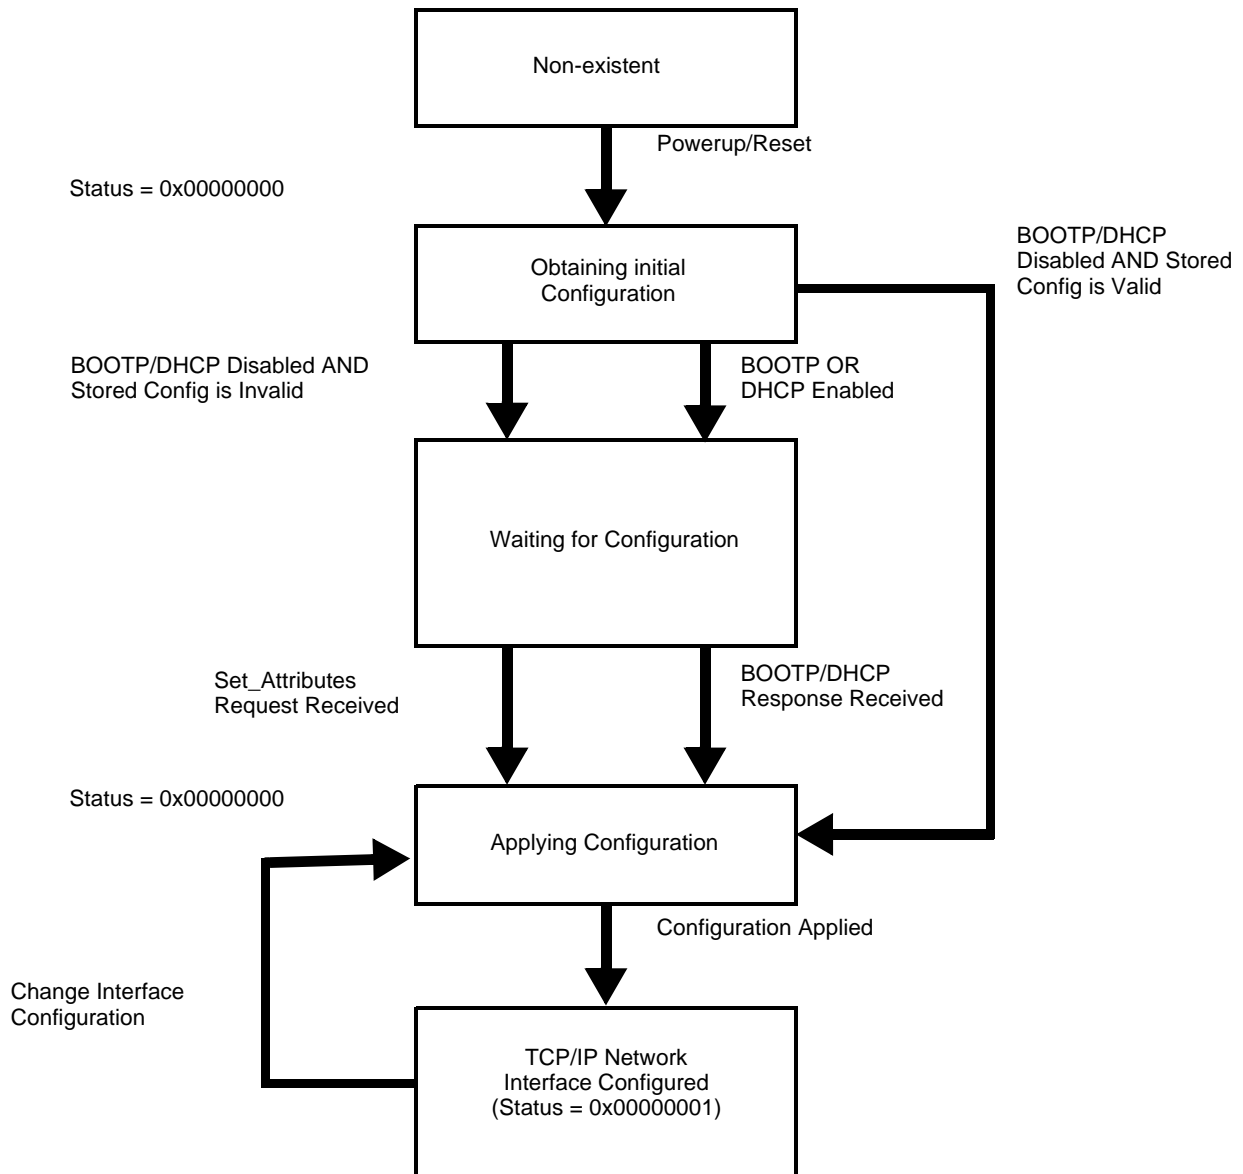 Non-existent
Powerup/Reset
Status = 0x00000000
BOOTP/DHCP
Disabled AND Stored
Config is Valid
Obtaining initial
Configuration
BOOTP/DHCP Disabled AND
Stored Config is Invalid
BOOTP OR
DHCP Enabled
Waiting for Configuration
Set_Attributes
Request Received
BOOTP/DHCP
Response Received
Status = 0x00000000
Applying Configuration
Configuration Applied
Change Interface
Configuration
TCP/IP Network
Interface Configured
(Status = 0x00000001)